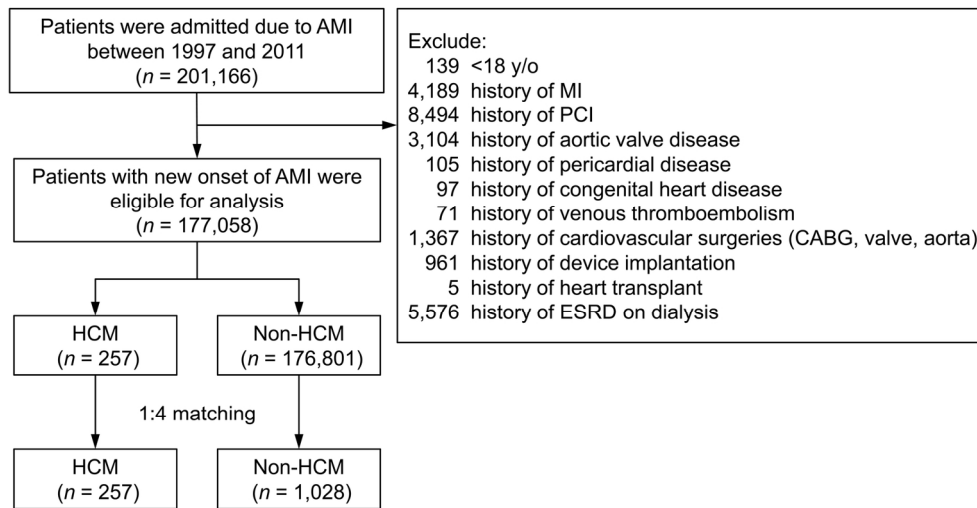 Patients were admitted due to AMI
between 1997 and 2011
(n = 201,166)
Exclude:
139 <18 y/o
4,189 history of MI
8,494 history of PCI
3,104 history of aortic valve disease
105 history of pericardial disease
97 history of congenital heart disease
71 history of venous thromboembolism
1,367 history of cardiovascular surgeries (CABG, valve, aorta)
961 history of device implantation
5 history of heart transplant
5,576 history of ESRD on dialysis
Patients with new onset of AMI were
eligible for analysis
(n = 177,058)
HCM
(n = 257)
Non-HCM
(n = 176,801)
1:4 matching
HCM
(n = 257)
Non-HCM
(n = 1,028)